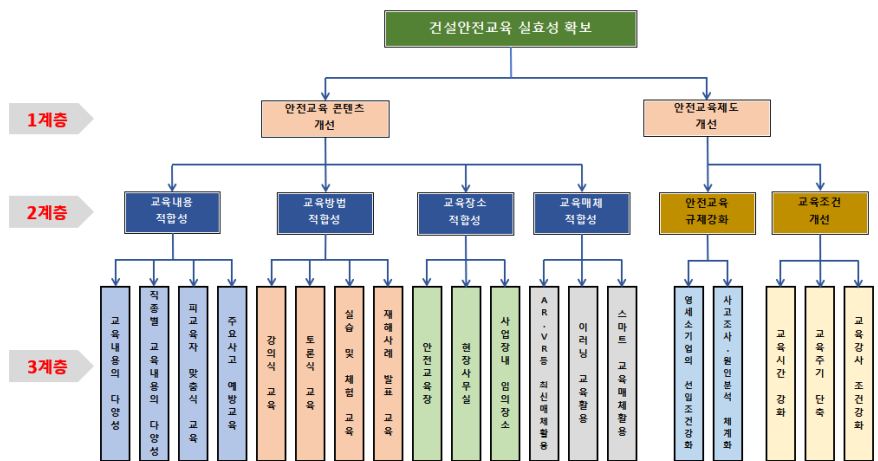 건설안전교육 실효성 확보
1계층
안전교육 콘텐츠
개선
안전교육제도
개선
2계층
교육내용
적합성
교육방법
적합성
교육장소
적합성
교육매체
적합성
안전교육
규제강화
교육조건
개선
3계층
교육내용의 다양성
직종별 교육내용의 다양성
피교육자 맞춤식 교육
주요사고 예방교육
강의식 교육
토론식 교육
실습 및 체험 교육
재해사례 발표 교육
안전교육장
현장사무실
사업장내 임의장소
AR.VR등 최신매체활용
이러닝 교육활용
스마트 교육매체활용
영세소기업의 선임조건강화
사고조사.원인분석 체계화
교육시간 강화
교육주기 단축
교육강사 조건강화